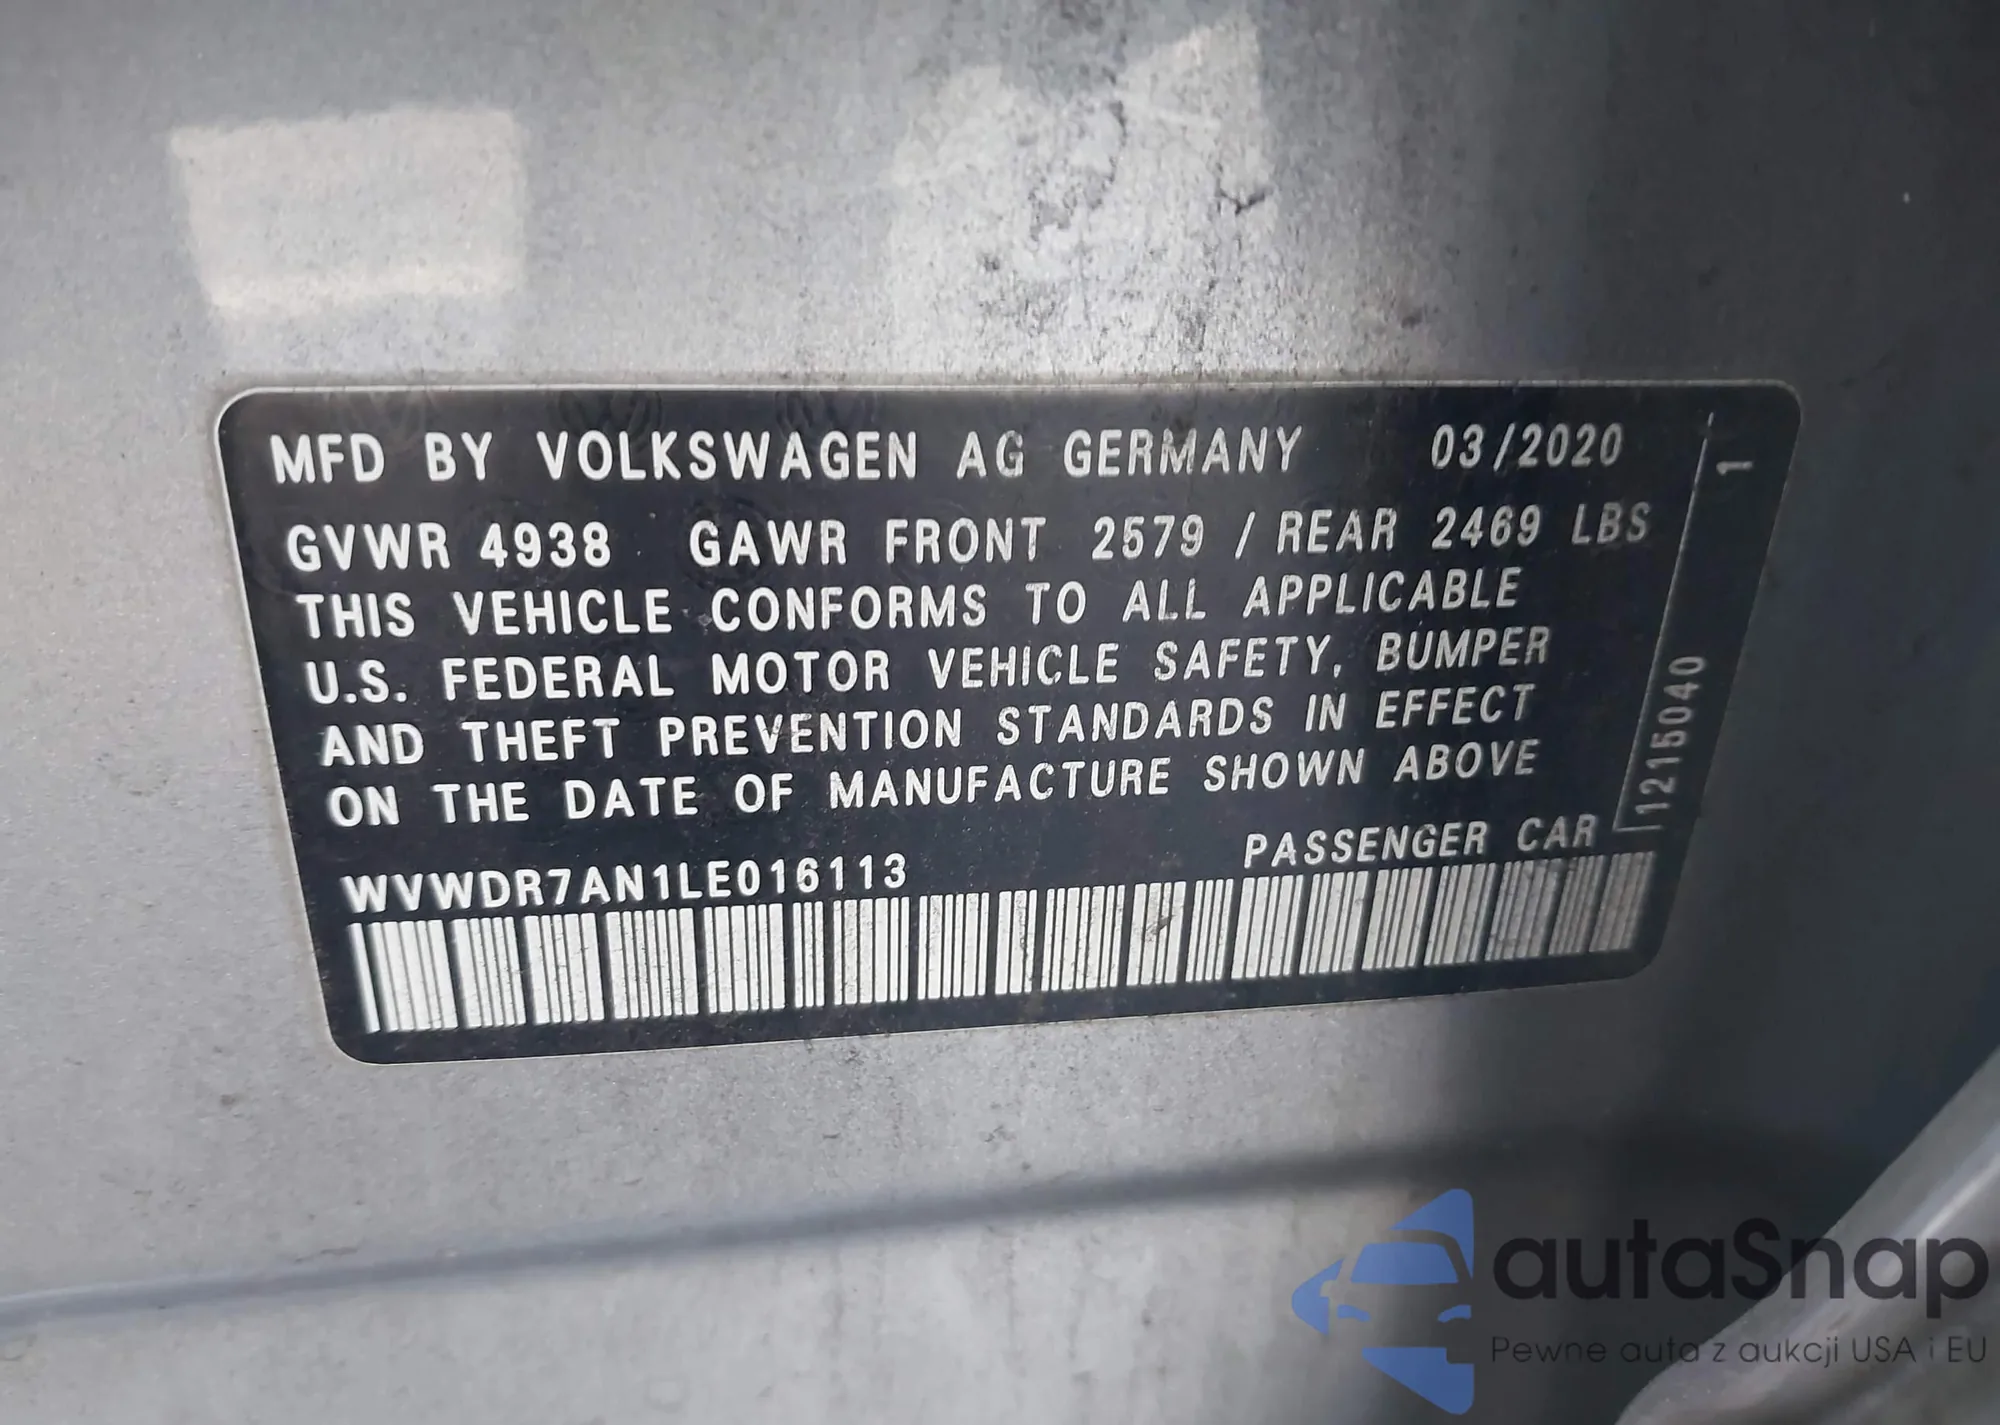 MFD BY VOLKSWAGEN AG GERMANY 03/2020
GVWR 4938 GAWR FRONT 2579 / REAR 2469 LBS
THIS VEHICLE CONFORMS TO ALL APPLICABLE
U.S. FEDERAL MOTOR VEHICLE SAFETY, BUMPER
AND THEFT PREVENTION STANDARDS IN EFFECT
ON THE DATE OF MANUFACTURE SHOWN ABOVE
PASSENGER CAR
WVWDR7AN1LE016113
1215040 1
autaSnap
Pewne auta z aukcji USA i EU